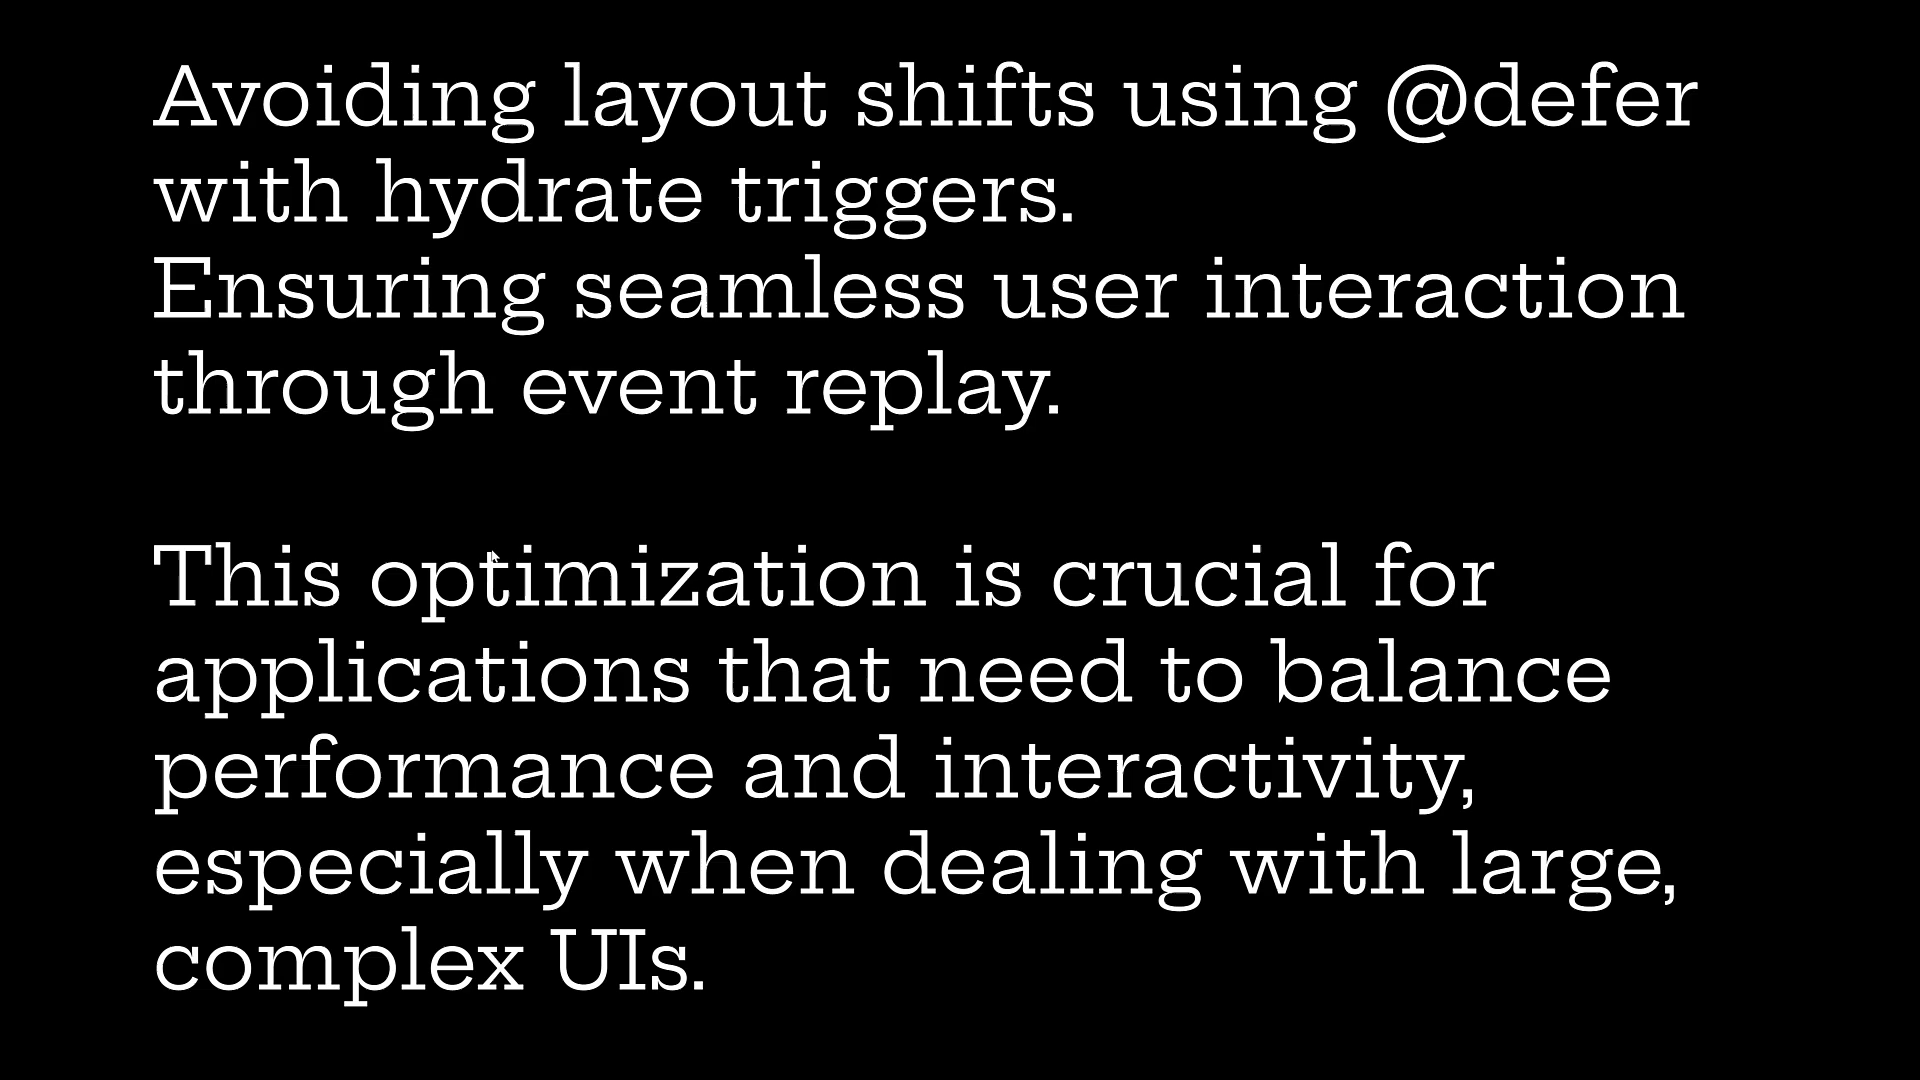 Avoiding layout shifts using @defer
with hydrate triggers.
Ensuring seamless user interaction
through event replay.
This optimization is crucial for
applications that need to balance
performance and interactivity,
especially when dealing with large,
complex UIs.